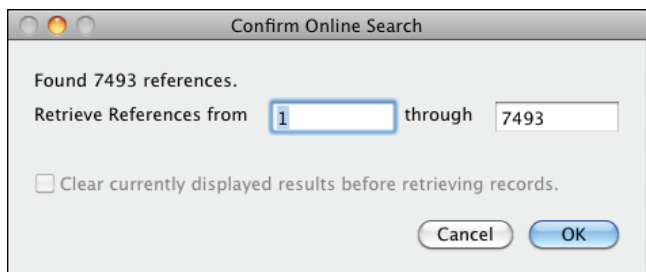 Confirm Online Search
Found 7493 references.
Retrieve References from 1 through 7493
Clear currently displayed results before retrieving records.
Cancel OK